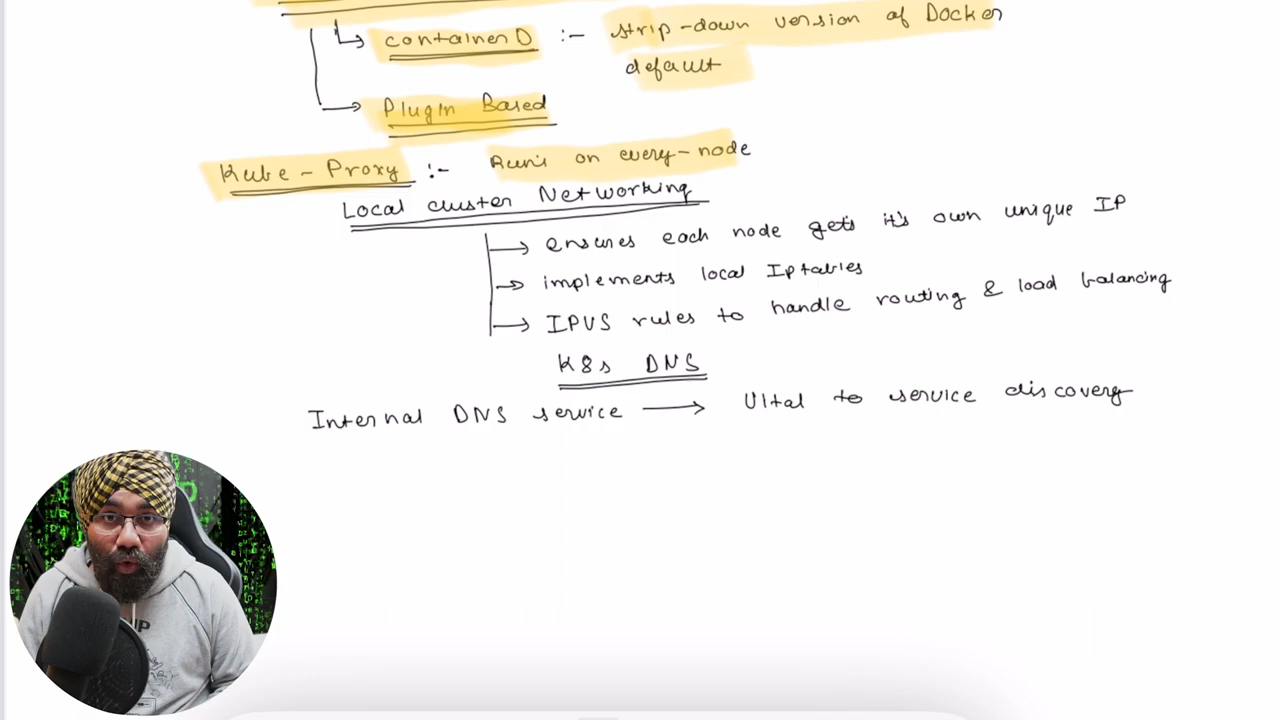 containerD :- strip-down version of Docker
default
PlugIn Based
Kube - Proxy :- Runs on every-node
Local cluster Networking
ensures each node gets it's own unique IP
implements local Iptables
IPVS rules to handle routing & load balancing
K8s DNS
Internal DNS service → Vital to service discovery